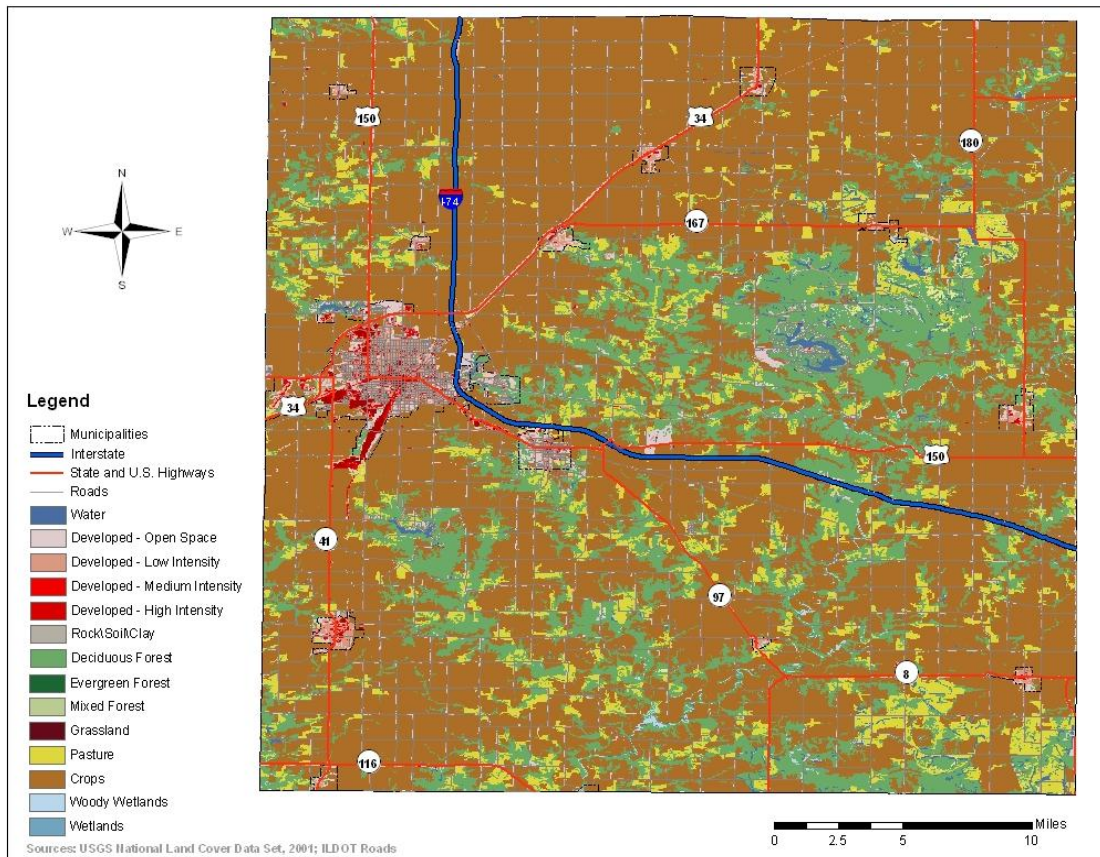 150
34
180
I-74
167
N
W E
S
34
150
41
97
8
116
Legend
Municipalities
Interstate
State and U.S. Highways
Roads
Water
Developed - Open Space
Developed - Low Intensity
Developed - Medium Intensity
Developed - High Intensity
Rock\Soil\Clay
Deciduous Forest
Evergreen Forest
Mixed Forest
Grassland
Pasture
Crops
Woody Wetlands
Wetlands
Miles
0 2.5 5 10
Sources: USGS National Land Cover Data Set, 2001; ILDOT Roads